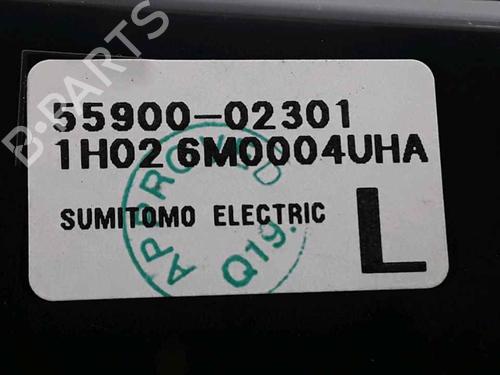 B-PARTS
55900-02301
1H02 6M0004UHA
SUMITOMO ELECTRIC
L
APPROVED
Q19.